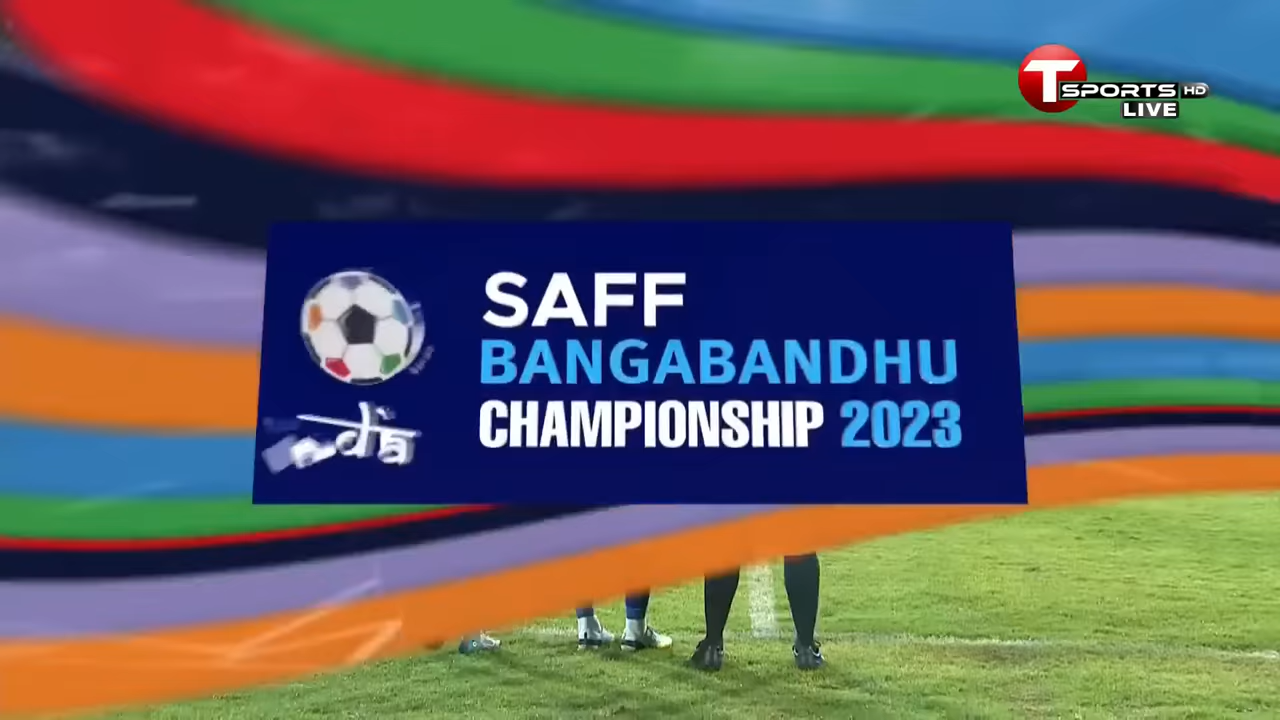 T SPORTS HD
LIVE
SAFF
BANGABANDHU
CHAMPIONSHIP 2023